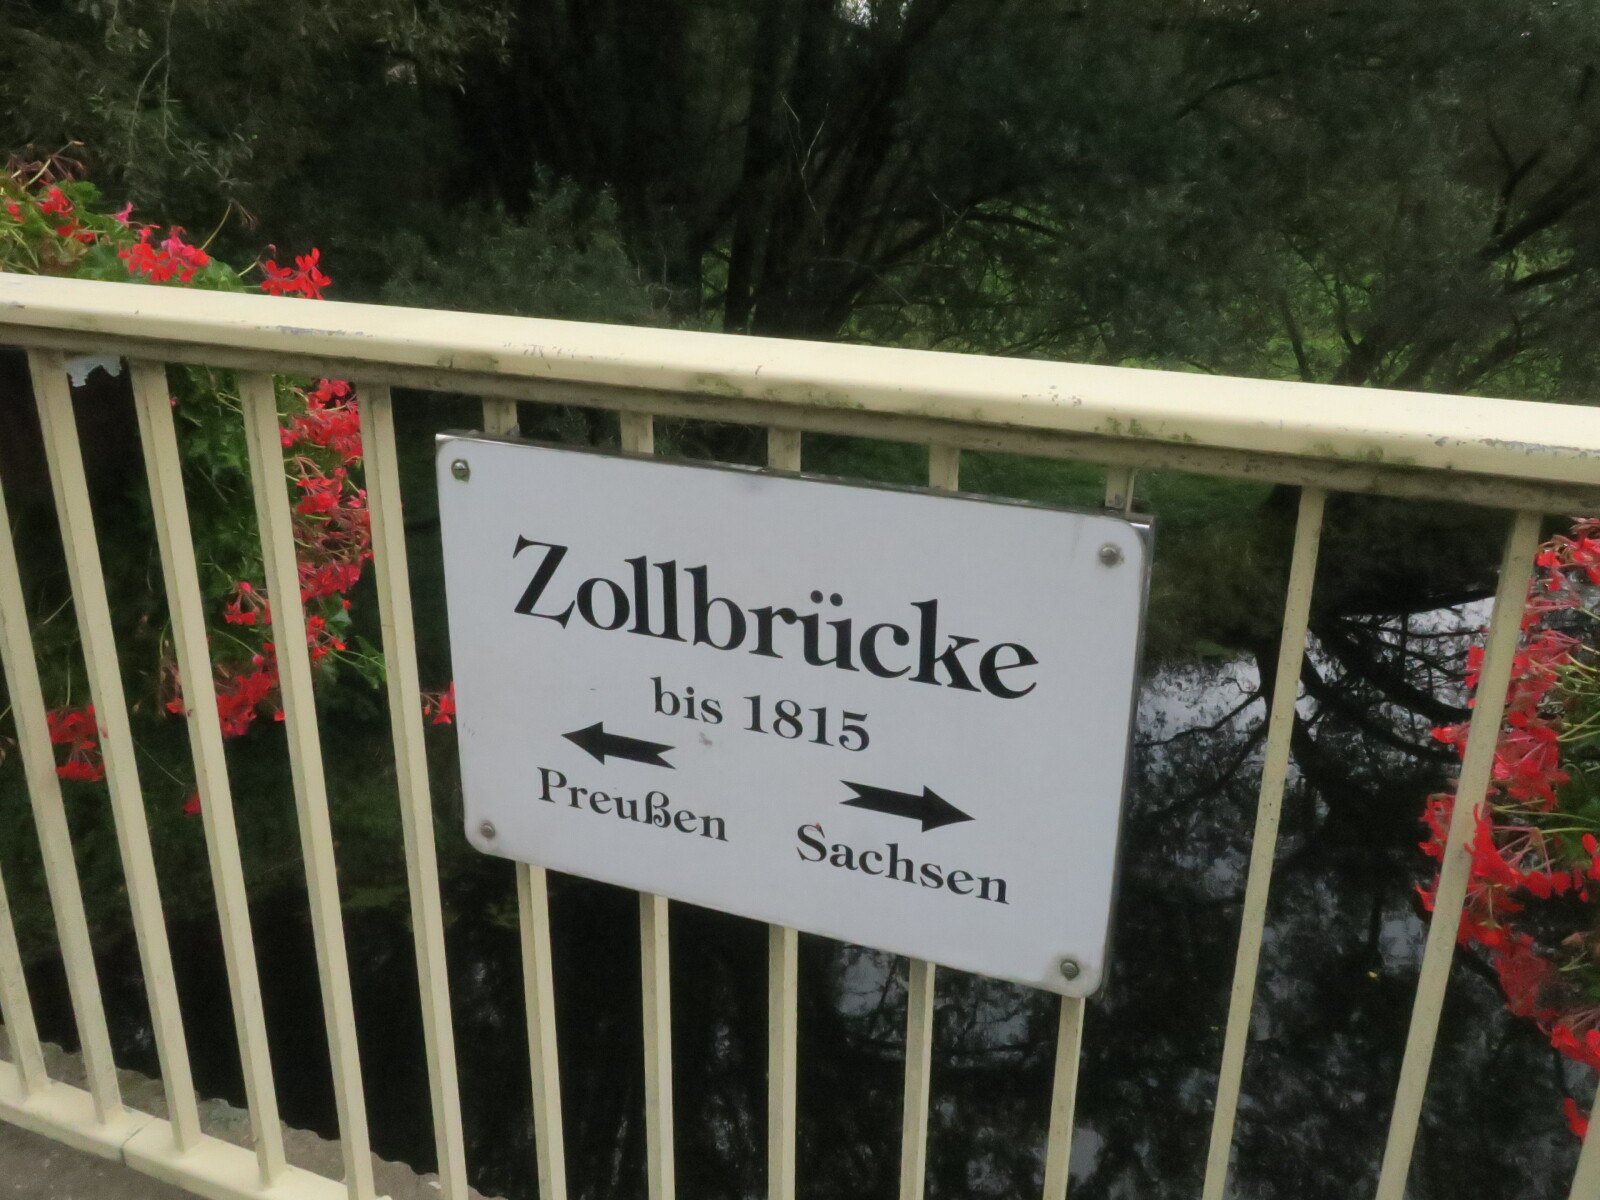 Zollbrücke
bis 1815
Preußen
Sachsen